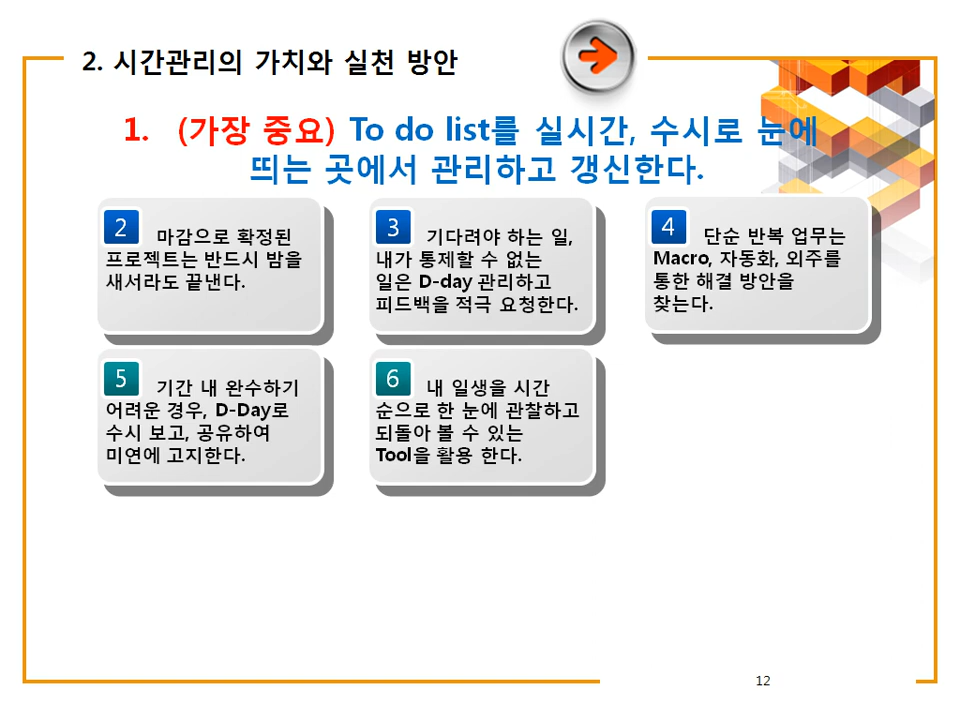 2. 시간관리의 가치와 실천 방안
1. (가장 중요) To do list를 실시간, 수시로 눈에
띄는 곳에서 관리하고 갱신한다.
2 마감으로 확정된
프로젝트는 반드시 밤을
새서라도 끝낸다.
3 기다려야 하는 일,
내가 통제할 수 없는
일은 D-day 관리하고
피드백을 적극 요청한다.
4 단순 반복 업무는
Macro, 자동화, 외주를
통한 해결 방안을
찾는다.
5 기간 내 완수하기
어려운 경우, D-Day로
수시 보고, 공유하여
미연에 고지한다.
6 내 일생을 시간
순으로 한 눈에 관찰하고
되돌아 볼 수 있는
Tool을 활용 한다.
12